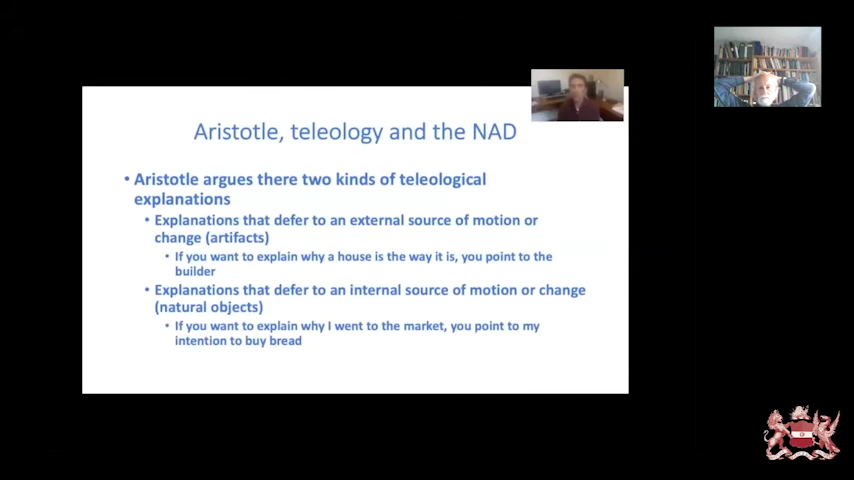 Aristotle, teleology and the NAD
• Aristotle argues there two kinds of teleological
explanations
• Explanations that defer to an external source of motion or
change (artifacts)
• If you want to explain why a house is the way it is, you point to the
builder
• Explanations that defer to an internal source of motion or change
(natural objects)
• If you want to explain why I went to the market, you point to my
intention to buy bread